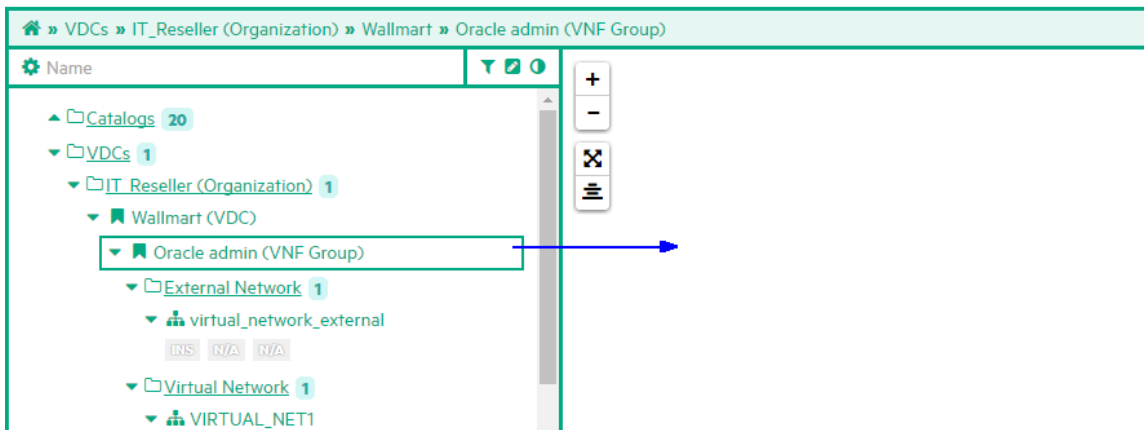 » VDCs » IT_Reseller (Organization) » Wallmart » Oracle admin (VNF Group)
Name
Catalogs 20
VDCs 1
IT_Reseller (Organization) 1
Wallmart (VDC)
Oracle admin (VNF Group)
External Network 1
virtual_network_external
INS N/A N/A
Virtual Network 1
VIRTUAL_NET1